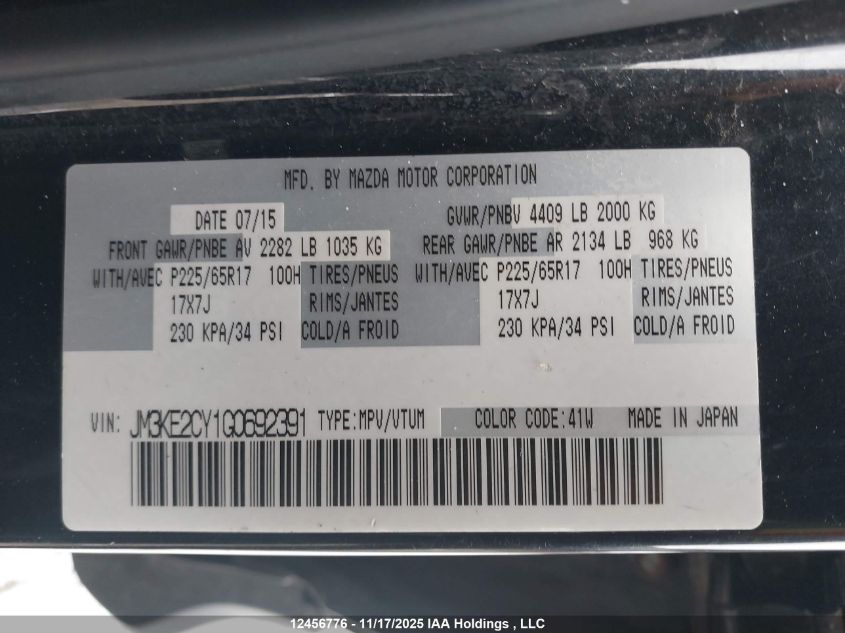 MFD. BY MAZDA MOTOR CORPORATION
DATE 07/15 GVWR/PNBV 4409 LB 2000 KG
FRONT GAWR/PNBE AV 2282 LB 1035 KG REAR GAWR/PNBE AR 2134 LB 968 KG
WITH/AVEC P225/65R17 100H TIRES/PNEUS WITH/AVEC P225/65R17 100H TIRES/PNEUS
17X7J RIMS/JANTES 17X7J RIMS/JANTES
230 KPA/34 PSI COLD/A FROID 230 KPA/34 PSI COLD/A FROID
VIN: JM3KE2CY1G0692391 TYPE:MPV/VTUM COLOR CODE:41W MADE IN JAPAN
12456776 - 11/17/2025 IAA Holdings , LLC